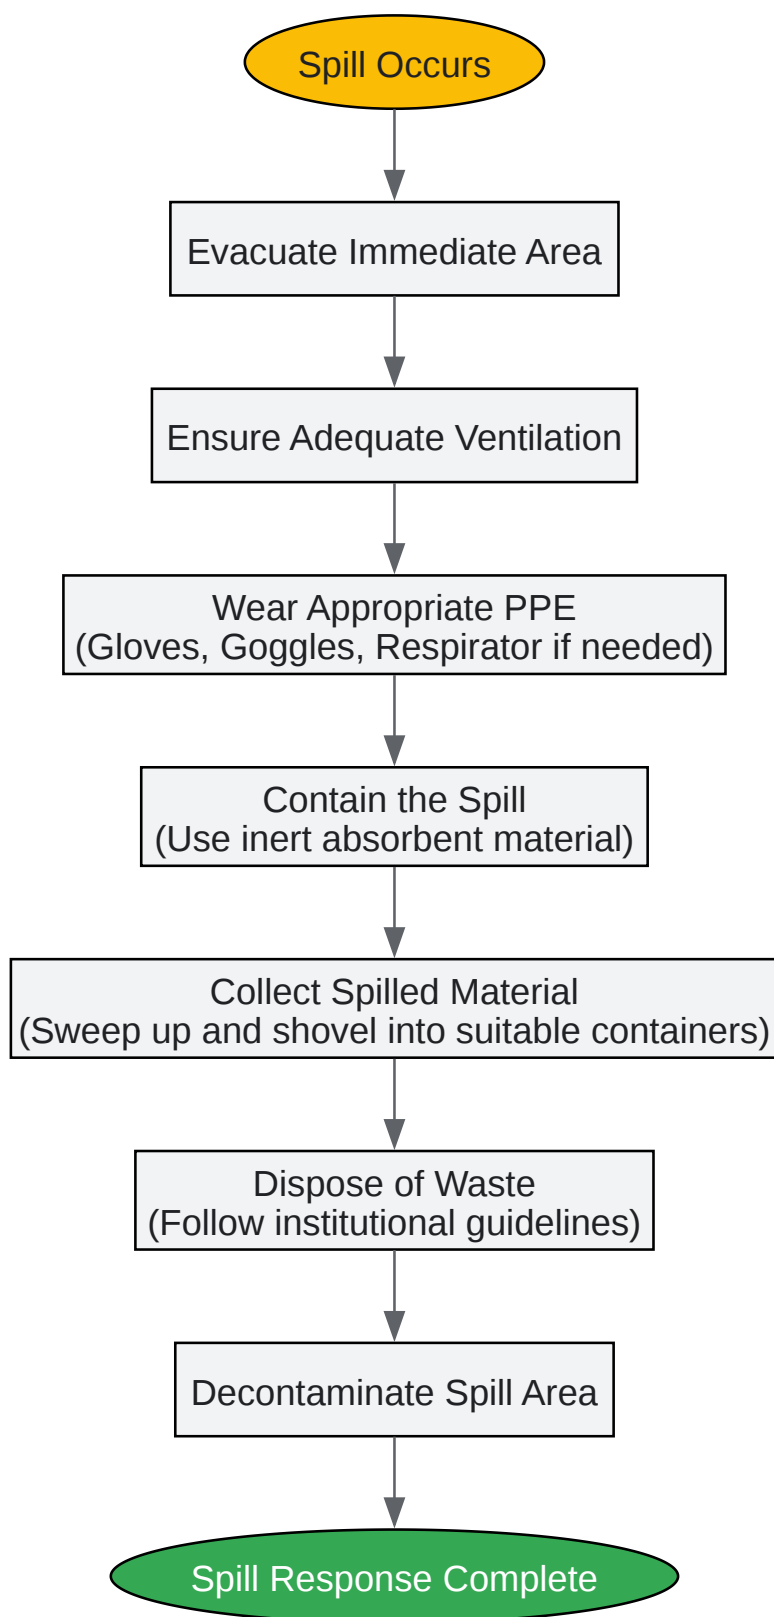 Spill Occurs
Evacuate Immediate Area
Ensure Adequate Ventilation
Wear Appropriate PPE
(Gloves, Goggles, Respirator if needed)
Contain the Spill
(Use inert absorbent material)
Collect Spilled Material
(Sweep up and shovel into suitable containers)
Dispose of Waste
(Follow institutional guidelines)
Decontaminate Spill Area
Spill Response Complete